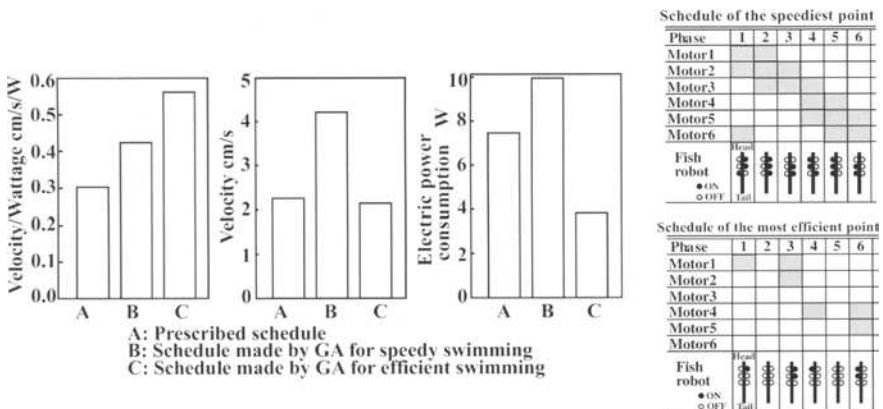 Velocity/Wattage cm/s/W
0.6
0.5
0.4
0.3
0.2
0.1
0.0
A B C
Velocity cm/s
5
4
3
2
1
0
A B C
Electric power
consumption W
10
8
6
4
2
0
A B C
A: Prescribed schedule
B: Schedule made by GA for speedy swimming
C: Schedule made by GA for efficient swimming
Schedule of the speediest point
Phase 1 2 3 4 5 6
Motor1
Motor2
Motor3
Motor4
Motor5
Motor6
Head
Fish
robot
ON
OFF
Tail
Schedule of the most efficient point
Phase 1 2 3 4 5 6
Motor1
Motor2
Motor3
Motor4
Motor5
Motor6
Head
Fish
robot
ON
OFF
Tail